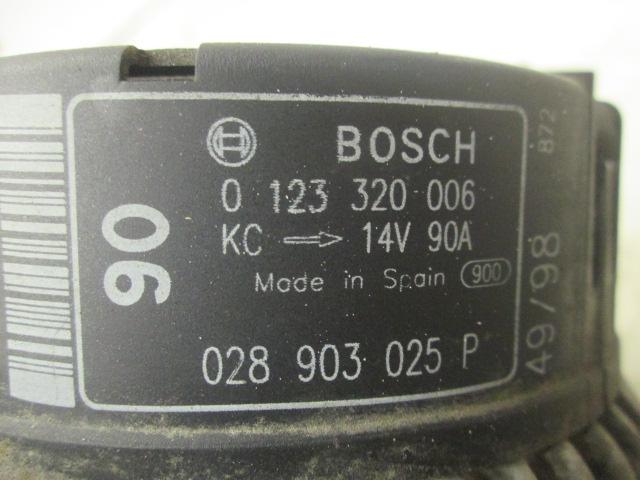 BOSCH
0 123 320 006
KC ⇒ 14V 90A
Made in Spain 900
028 903 025 P
90
49/98
872